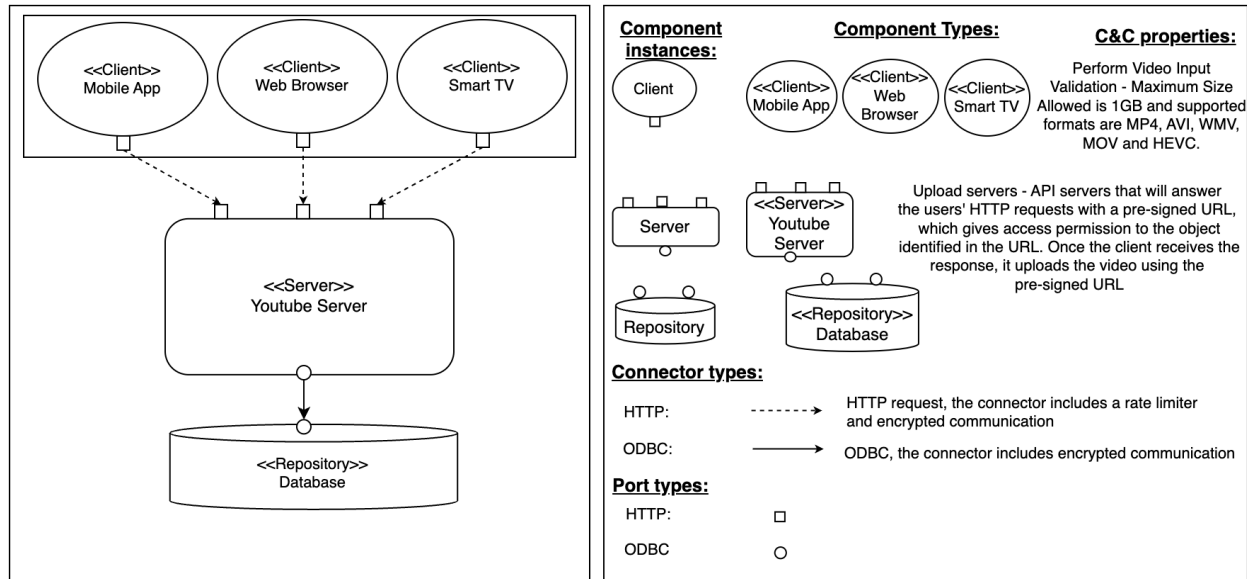 <<Client>>
Mobile App
<<Client>>
Web Browser
<<Client>>
Smart TV
<<Server>>
Youtube Server
<<Repository>>
Database
Component
instances:
Component Types:
C&C properties:
Client
<<Client>>
Mobile App
<<Client>>
Web
Browser
<<Client>>
Smart TV
Perform Video Input
Validation - Maximum Size
Allowed is 1GB and supported
formats are MP4, AVI, WMV,
MOV and HEVC.
Server
<<Server>>
Youtube
Server
Upload servers - API servers that will answer
the users' HTTP requests with a pre-signed URL,
which gives access permission to the object
identified in the URL. Once the client receives the
response, it uploads the video using the
pre-signed URL
Repository
<<Repository>>
Database
Connector types:
HTTP:
HTTP request, the connector includes a rate limiter
and encrypted communication
ODBC:
ODBC, the connector includes encrypted communication
Port types:
HTTP:
ODBC